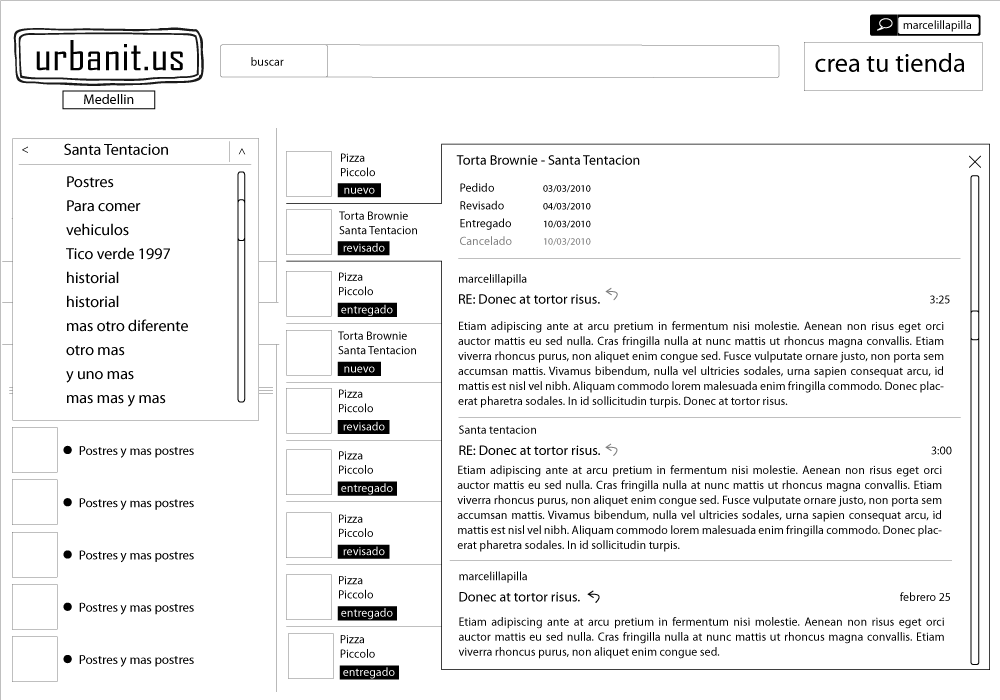 marcelillapilla
urbanit.us
buscar
crea tu tienda
Medellin
< Santa Tentacion ^
Postres
Para comer
vehiculos
Tico verde 1997
historial
historial
mas otro diferente
otro mas
y uno mas
mas mas y mas
Postres y mas postres
Postres y mas postres
Postres y mas postres
Postres y mas postres
Postres y mas postres
Pizza
Piccolo
nuevo
Torta Brownie
Santa Tentacion
revisado
Pizza
Piccolo
entregado
Torta Brownie
Santa Tentacion
nuevo
Pizza
Piccolo
revisado
Pizza
Piccolo
entregado
Pizza
Piccolo
revisado
Pizza
Piccolo
entregado
Pizza
Piccolo
entregado
Torta Brownie - Santa Tentacion
Pedido 03/03/2010
Revisado 04/03/2010
Entregado 10/03/2010
Cancelado 10/03/2010
marcelillapilla
RE: Donec at tortor risus. 3:25
Etiam adipiscing ante at arcu pretium in fermentum nisi molestie. Aenean non risus eget orci
auctor mattis eu sed nulla. Cras fringilla nulla at nunc mattis ut rhoncus magna convallis. Etiam
viverra rhoncus purus, non aliquet enim congue sed. Fusce vulputate ornare justo, non porta sem
accumsan mattis. Vivamus bibendum, nulla vel ultricies sodales, urna sapien consequat arcu, id
mattis est nisl vel nibh. Aliquam commodo lorem malesuada enim fringilla commodo. Donec plac-
erat pharetra sodales. In id sollicitudin turpis. Donec at tortor risus.
Santa tentacion
RE: Donec at tortor risus. 3:00
Etiam adipiscing ante at arcu pretium in fermentum nisi molestie. Aenean non risus eget orci
auctor mattis eu sed nulla. Cras fringilla nulla at nunc mattis ut rhoncus magna convallis. Etiam
viverra rhoncus purus, non aliquet enim congue sed. Fusce vulputate ornare justo, non porta sem
accumsan mattis. Vivamus bibendum, nulla vel ultricies sodales, urna sapien consequat arcu, id
mattis est nisl vel nibh. Aliquam commodo lorem malesuada enim fringilla commodo. Donec plac-
erat pharetra sodales. In id sollicitudin turpis.
marcelillapilla
Donec at tortor risus. febrero 25
Etiam adipiscing ante at arcu pretium in fermentum nisi molestie. Aenean non risus eget orci
auctor mattis eu sed nulla. Cras fringilla nulla at nunc mattis ut rhoncus magna convallis. Etiam
viverra rhoncus purus, non aliquet enim congue sed.